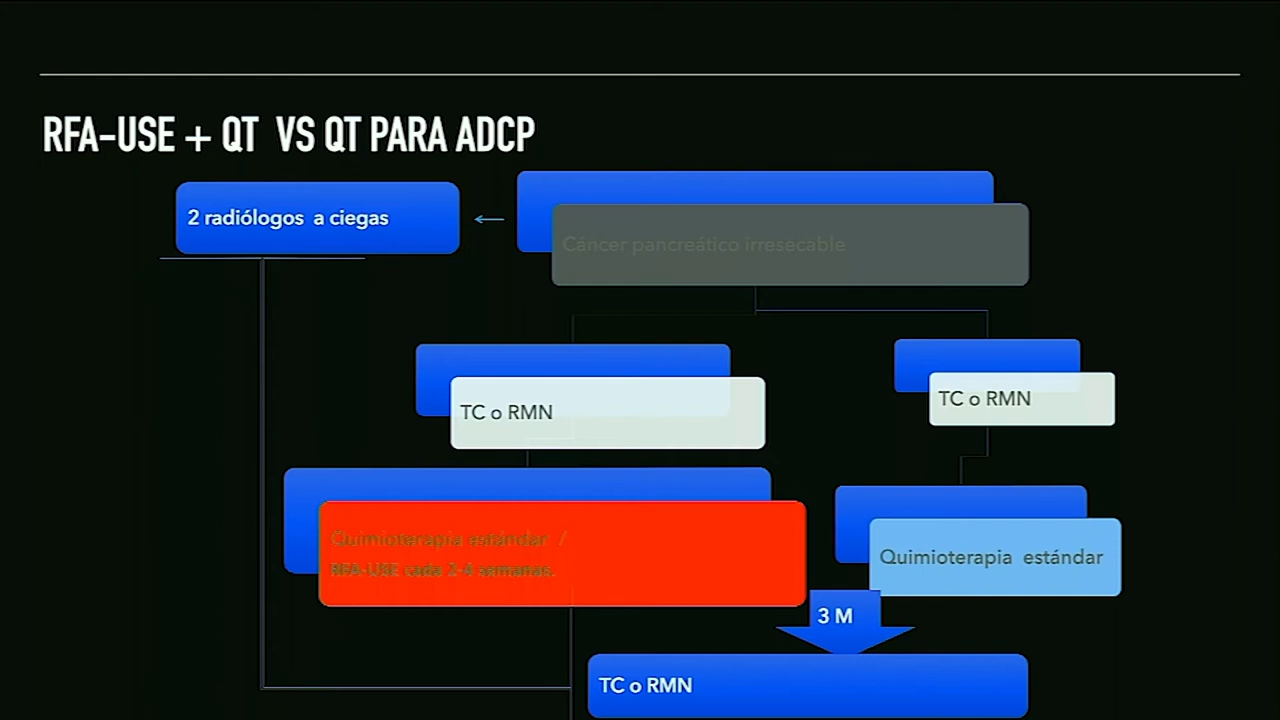 RFA-USE + QT VS QT PARA ADCP
2 radiólogos a ciegas
Cáncer pancreático irresecable
TC o RMN
TC o RMN
Quimioterapia estándar /
RFA-USE cada 2-4 semanas.
Quimioterapia estándar
3 M
TC o RMN